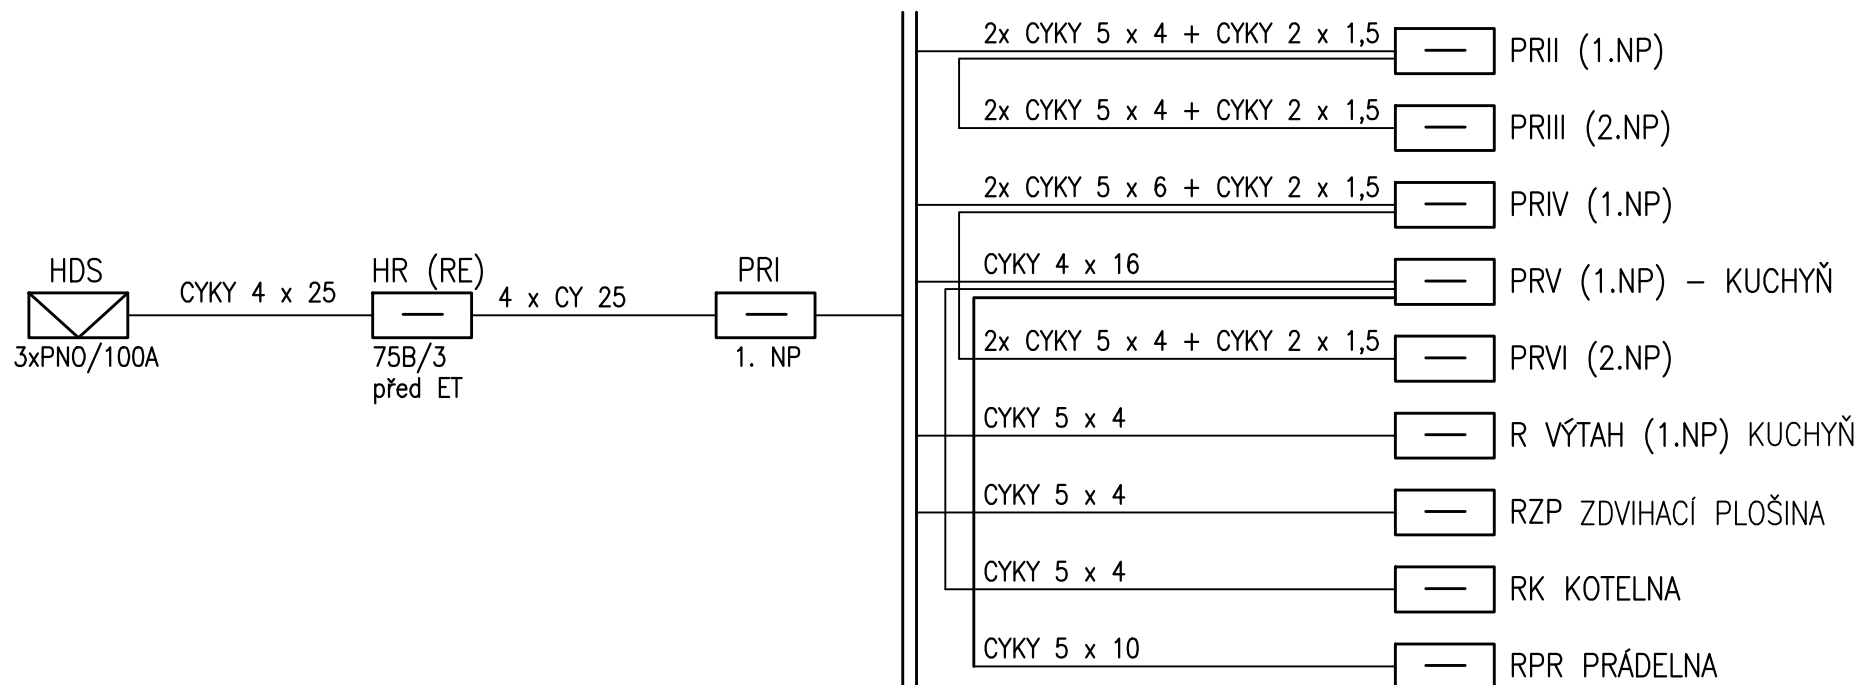 HDS
CYKY 4 x 25
3xPNO/100A
HR (RE)
75B/3
před ET
4 x CY 25
PRI
1. NP
2x CYKY 5 x 4 + CYKY 2 x 1,5
PRII (1.NP)
2x CYKY 5 x 4 + CYKY 2 x 1,5
PRIII (2.NP)
2x CYKY 5 x 6 + CYKY 2 x 1,5
PRIV (1.NP)
CYKY 4 x 16
PRV (1.NP) – KUCHYŇ
2x CYKY 5 x 4 + CYKY 2 x 1,5
PRVI (2.NP)
CYKY 5 x 4
R VÝTAH (1.NP) KUCHYŇ
CYKY 5 x 4
RZP ZDVIHACÍ PLOŠINA
CYKY 5 x 4
RK KOTELNA
CYKY 5 x 10
RPR PRÁDELNA